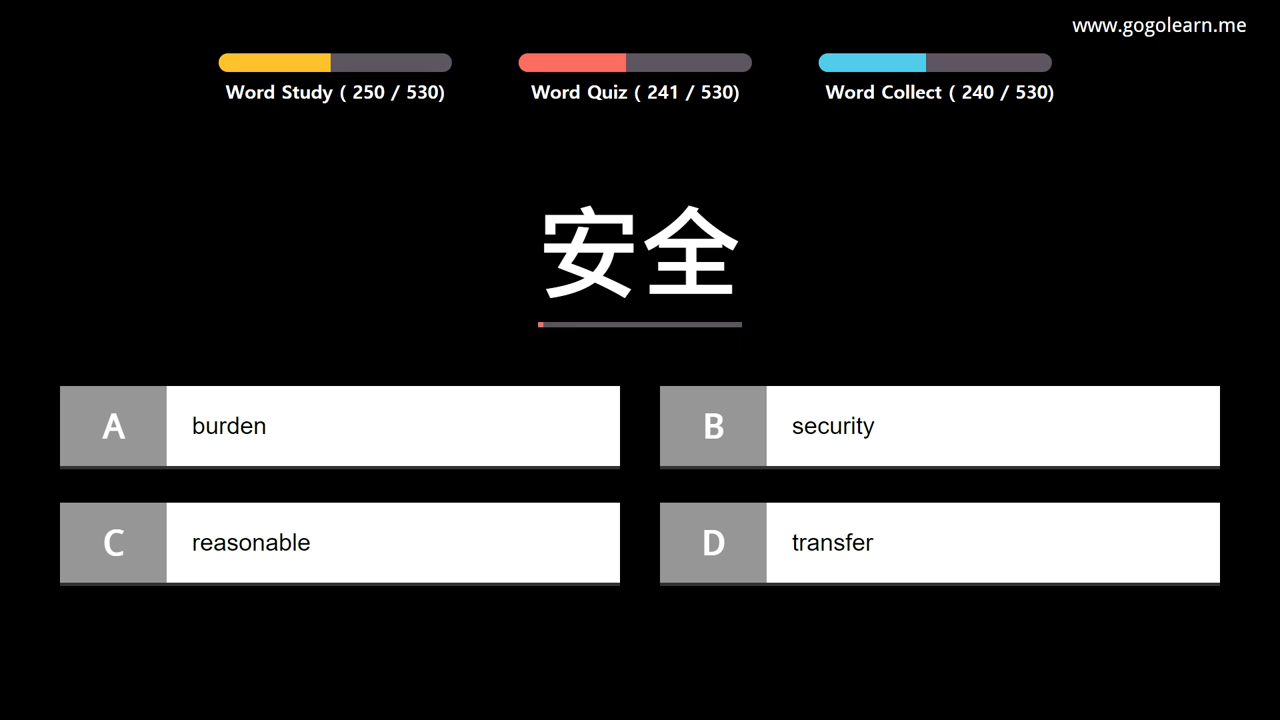 www.gogolearn.me
Word Study ( 250 / 530)
Word Quiz ( 241 / 530)
Word Collect ( 240 / 530)
安全
A burden
B security
C reasonable
D transfer